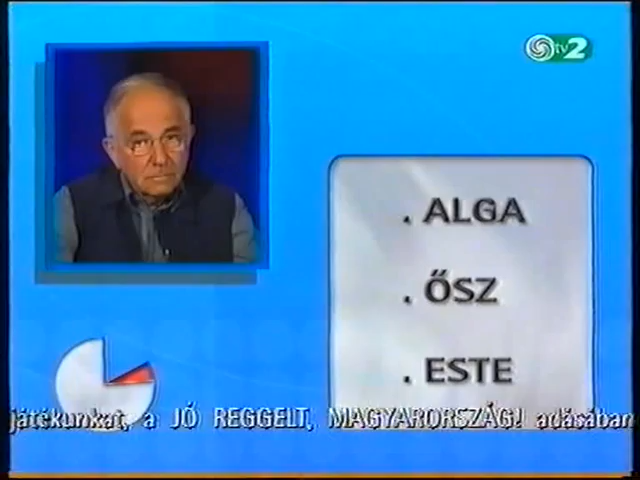 tv2
. ALGA
. ŐSZ
. ESTE
játékunkat, a JÓ REGGELT, MAGYARORSZÁG! adásában